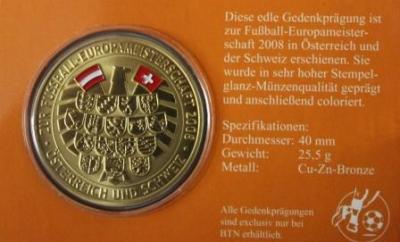 ZUR FUSSBALL-EUROPAMEISTERSCHAFT 2008
ÖSTERREICH UND SCHWEIZ
Diese edle Gedenkprägung ist
zur Fußball-Europameister-
schaft 2008 in Österreich und
der Schweiz erschienen. Sie
wurde in sehr hoher Stempel-
glanz-Münzenqualität geprägt
und anschließend coloriert.
Spezifikationen:
Durchmesser: 40 mm
Gewicht: 25,5 g
Metall: Cu-Zn-Bronze
Alle Gedenkprägungen
sind exclusiv nur bei
BTN erhältlich.